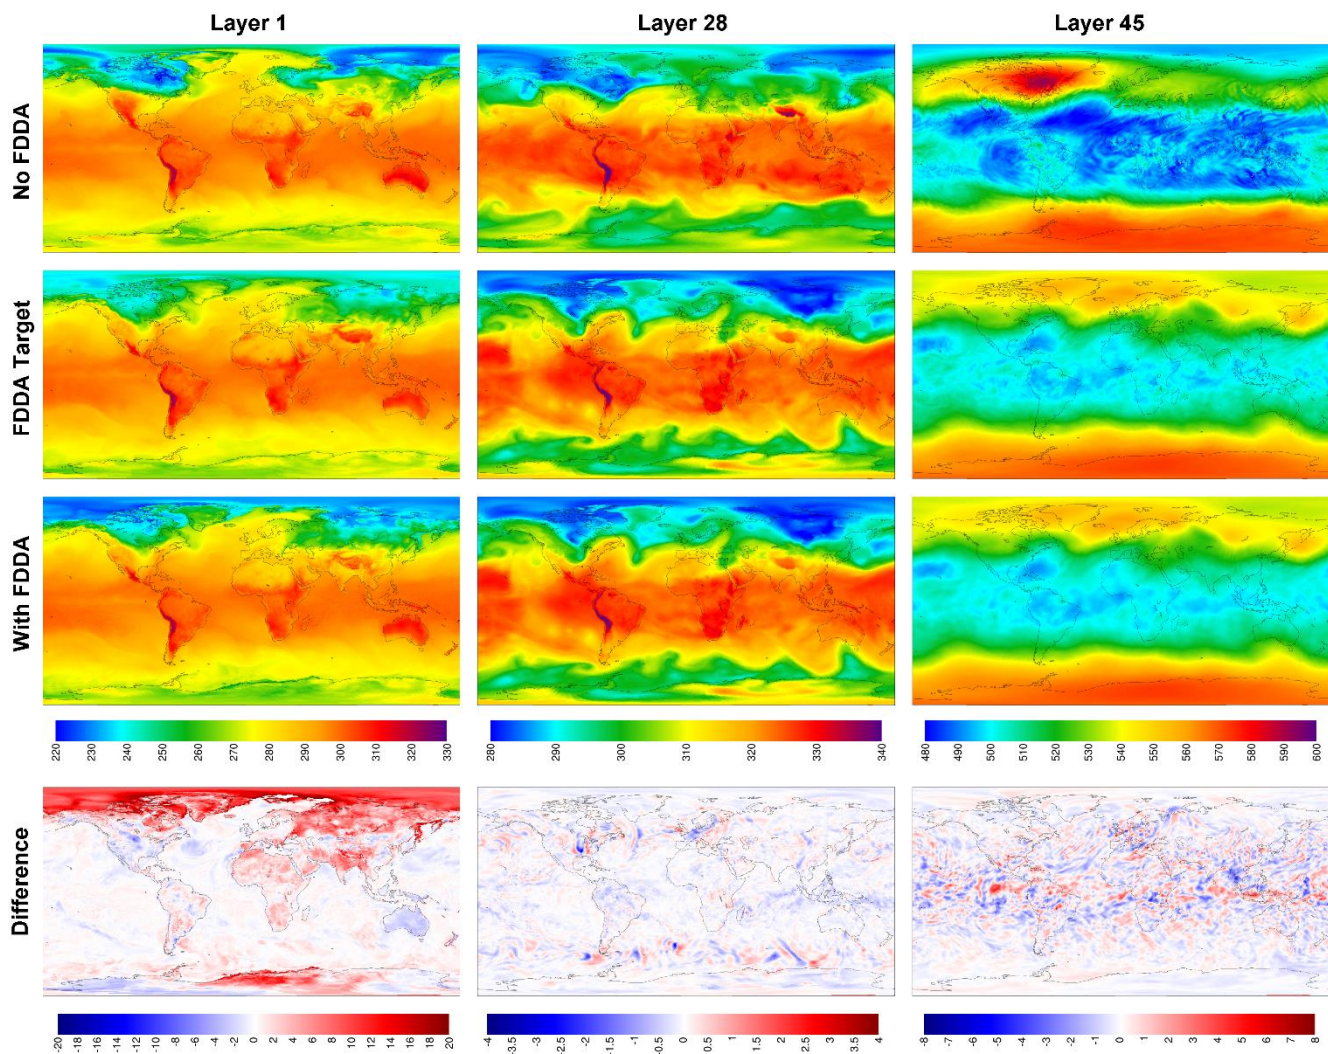 Layer 1 Layer 28 Layer 45
No FDDA
FDDA Target
With FDDA
220 230 240 250 260 270 280 290 300 310 320 330
280 290 300 310 320 330 340
480 490 500 510 520 530 540 550 560 570 580 590 600
Difference
-20 -18 -16 -14 -12 -10 -8 -6 -4 -2 0 2 4 6 8 10 12 14 16 18 20
-4 -3.5 -3 -2.5 -2 -1.5 -1 -0.5 0 0.5 1 1.5 2 2.5 3 3.5 4
-8 -7 -6 -5 -4 -3 -2 -1 0 1 2 3 4 5 6 7 8